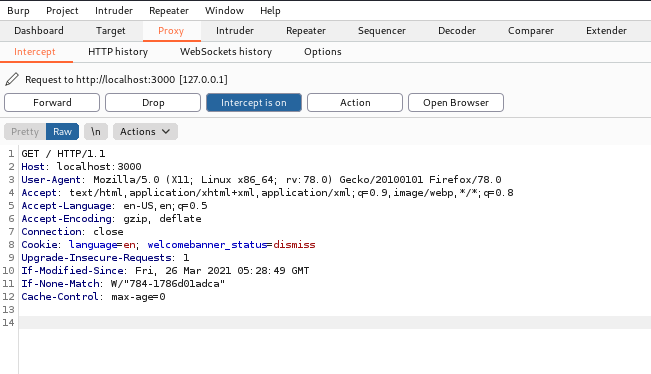 Burp Project Intruder Repeater Window Help
Dashboard Target Proxy Intruder Repeater Sequencer Decoder Comparer Extender
Intercept HTTP history WebSockets history Options
Request to http://localhost:3000 [127.0.0.1]
Forward Drop Intercept is on Action Open Browser
Pretty Raw \n Actions
1 GET / HTTP/1.1
2 Host: localhost:3000
3 User-Agent: Mozilla/5.0 (X11; Linux x86_64; rv:78.0) Gecko/20100101 Firefox/78.0
4 Accept: text/html,application/xhtml+xml,application/xml;q=0.9,image/webp,*/*;q=0.8
5 Accept-Language: en-US,en;q=0.5
6 Accept-Encoding: gzip, deflate
7 Connection: close
8 Cookie: language=en; welcomebanner_status=dismiss
9 Upgrade-Insecure-Requests: 1
10 If-Modified-Since: Fri, 26 Mar 2021 05:28:49 GMT
11 If-None-Match: W/"784-1786d01adca"
12 Cache-Control: max-age=0
13
14